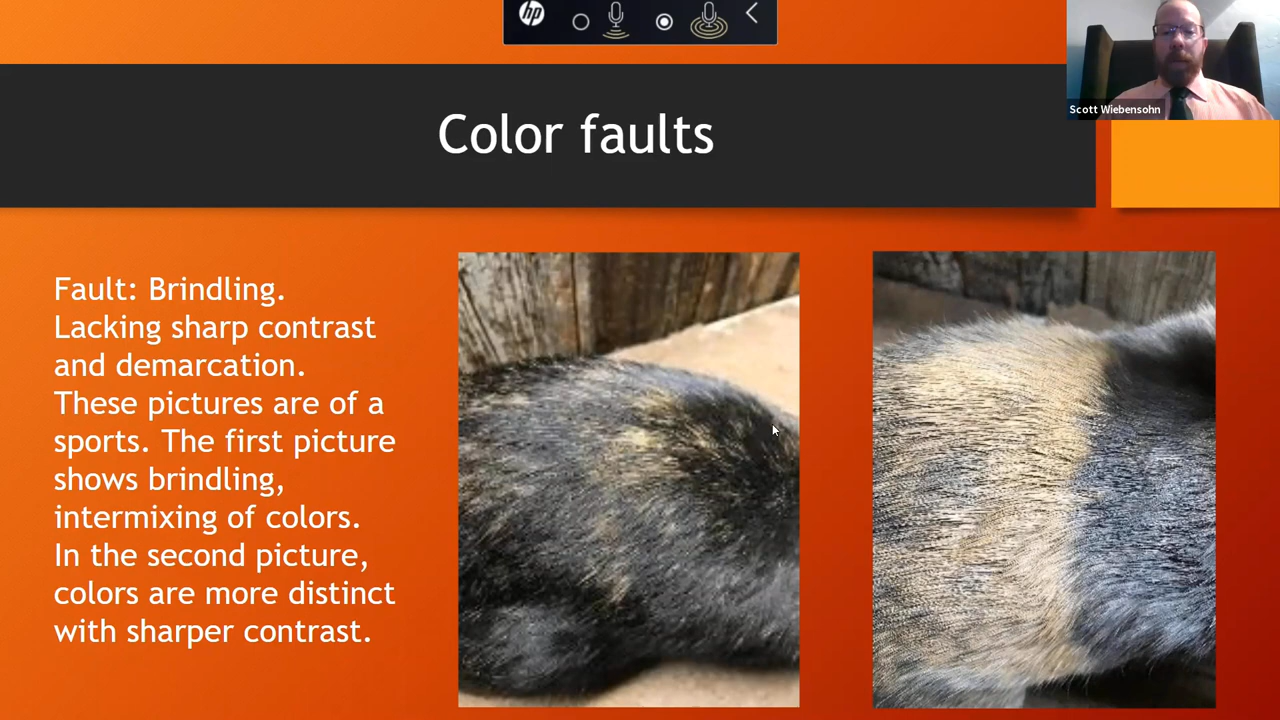 hp
Scott Wiebensohn
Color faults
Fault: Brindling.
Lacking sharp contrast
and demarcation.
These pictures are of a
sports. The first picture
shows brindling,
intermixing of colors.
In the second picture,
colors are more distinct
with sharper contrast.